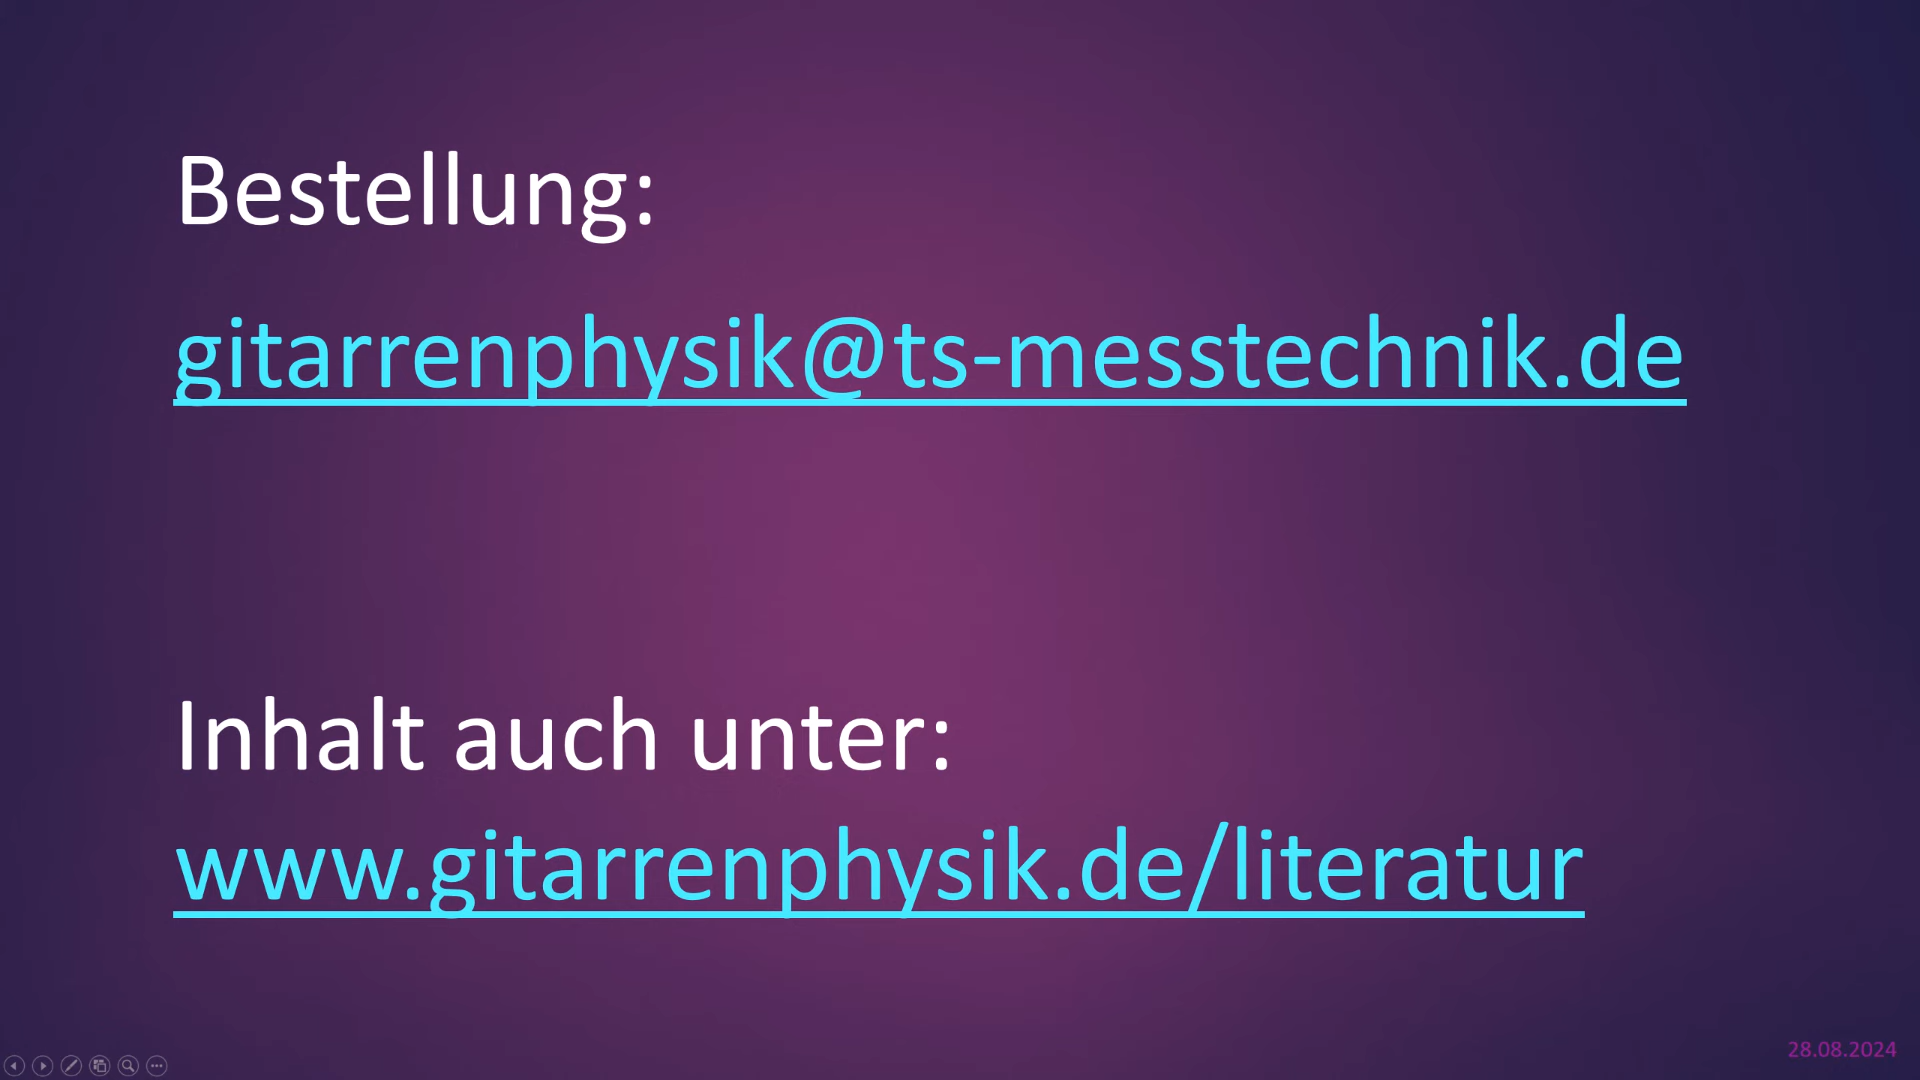 Bestellung:
gitarrenphysik@ts-messtechnik.de
Inhalt auch unter:
www.gitarrenphysik.de/literatur
28.08.2024